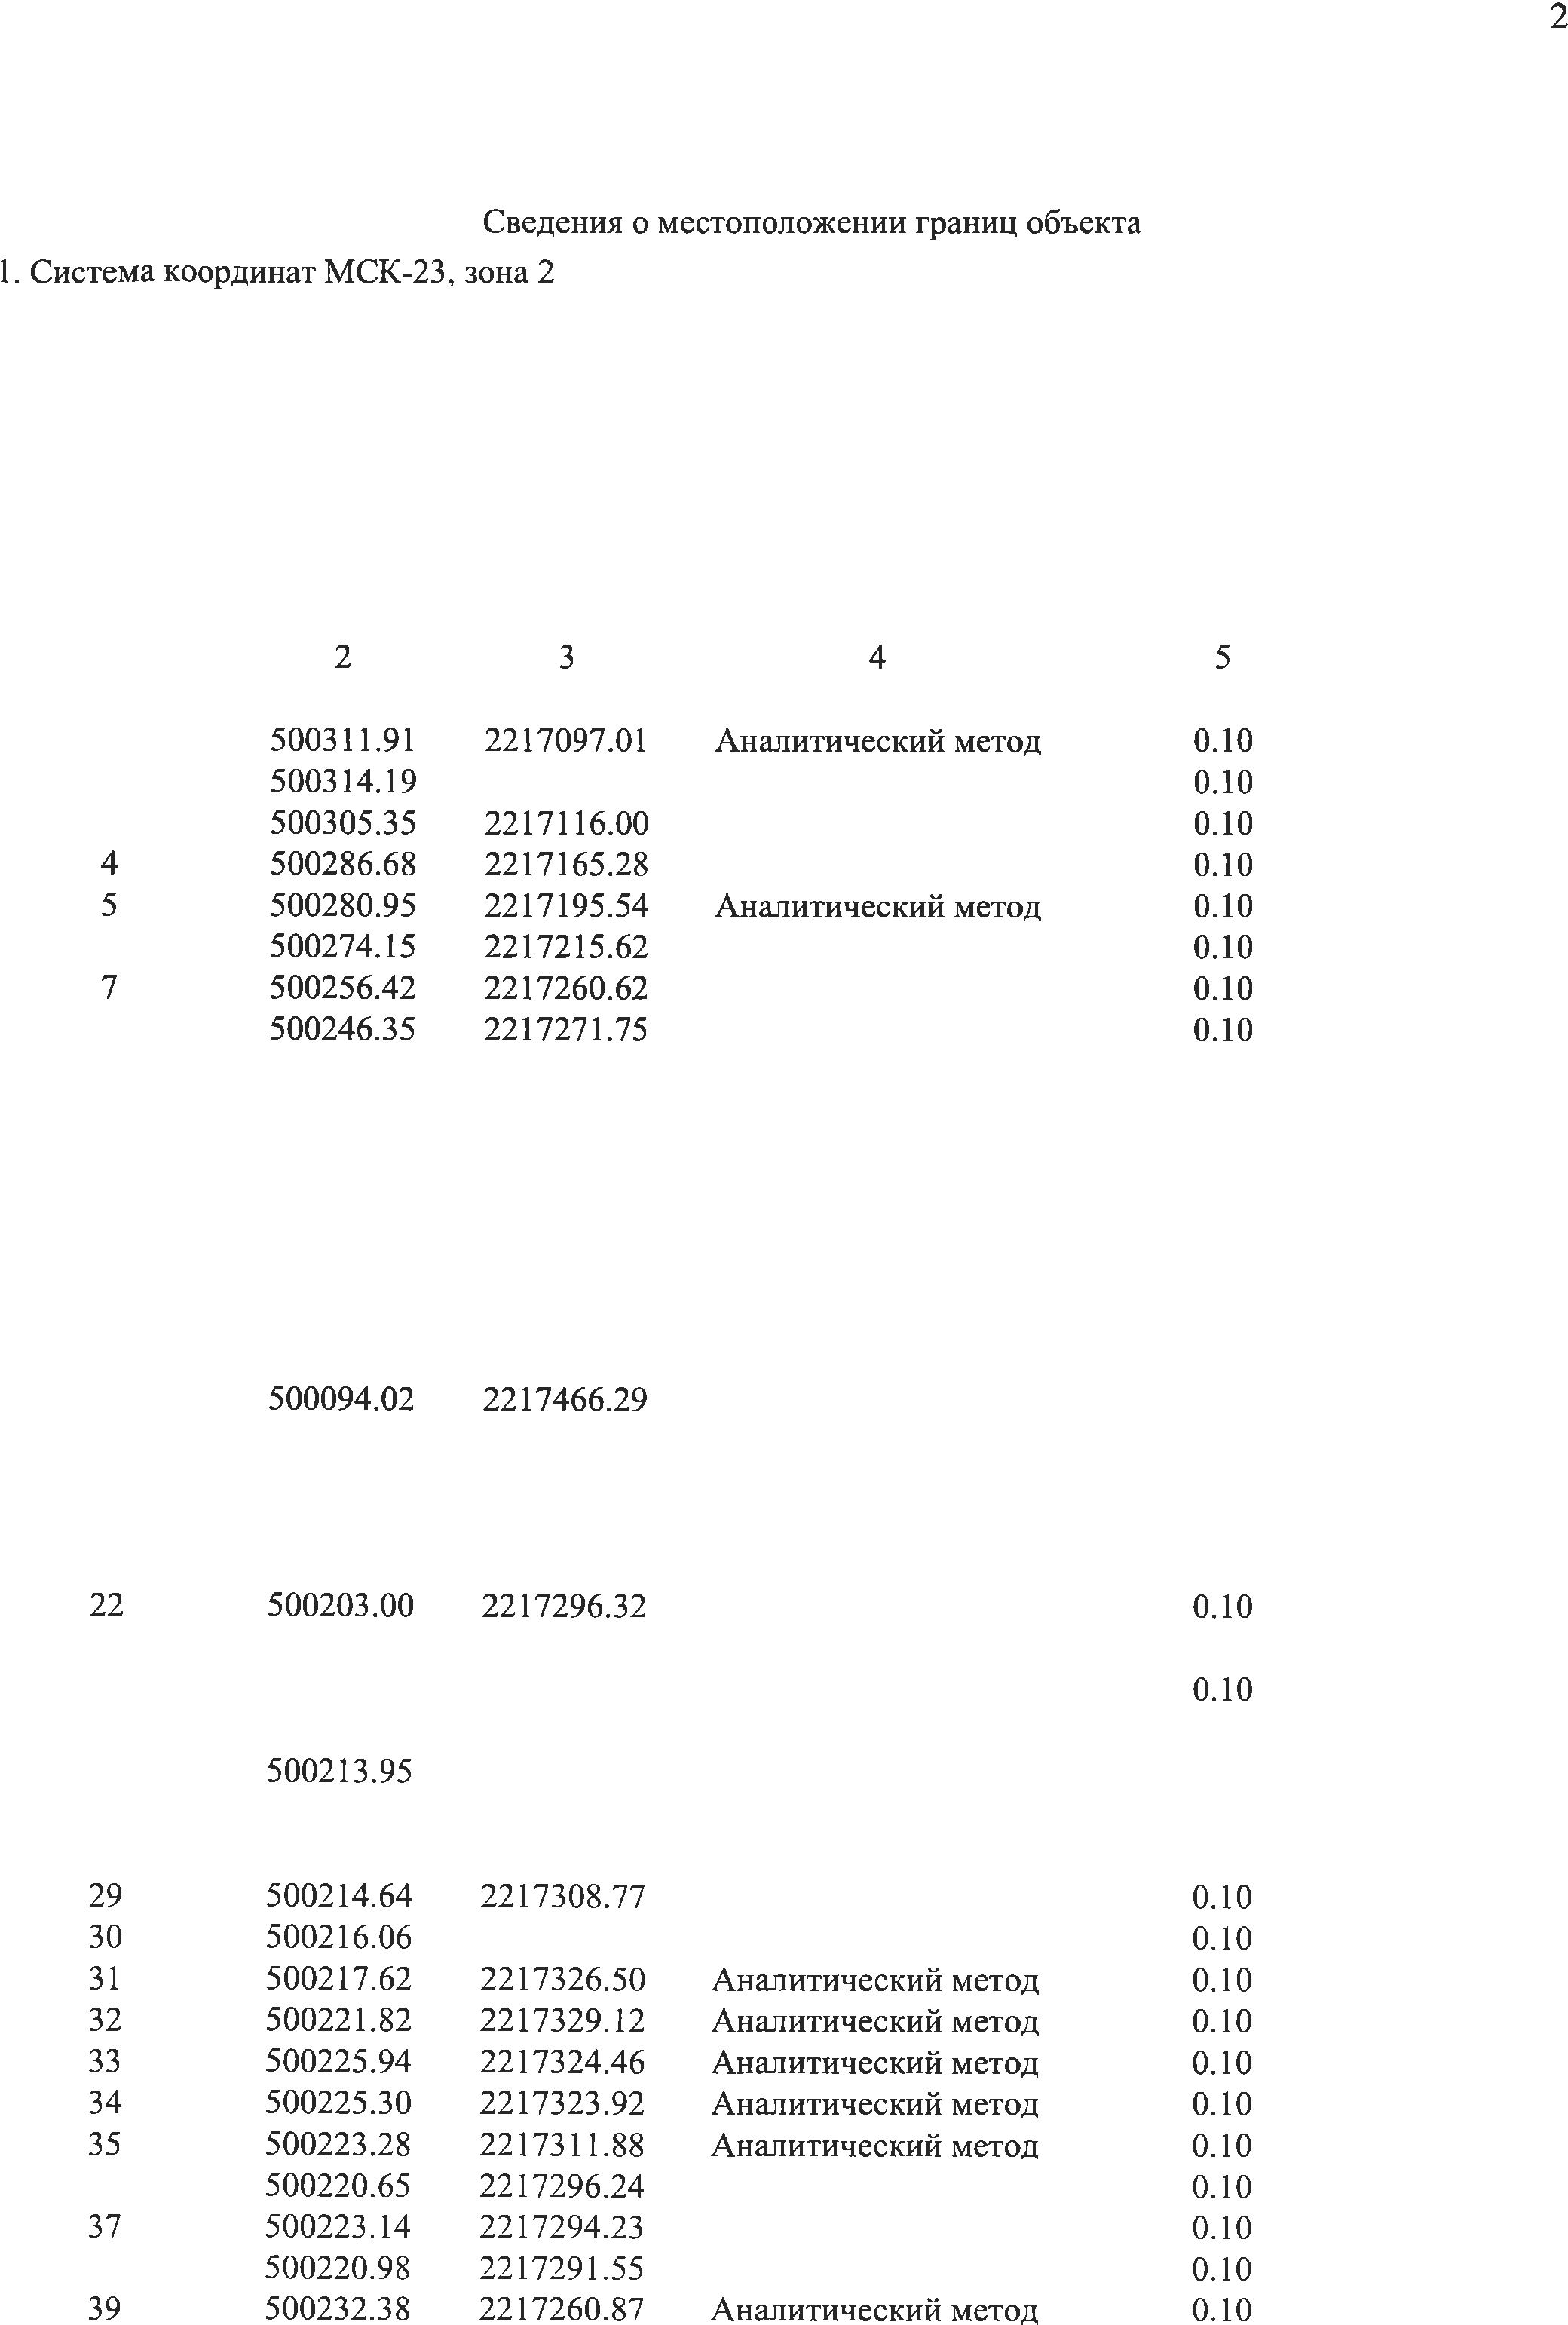 2
Сведения о местоположении границ объекта
1. Система координат МСК-23, зона 2
2 3 4 5
500311.91 2217097.01 Аналитический метод 0.10
500314.19 0.10
500305.35 2217116.00 0.10
4 500286.68 2217165.28 0.10
5 500280.95 2217195.54 Аналитический метод 0.10
500274.15 2217215.62 0.10
7 500256.42 2217260.62 0.10
500246.35 2217271.75 0.10
500094.02 2217466.29
22 500203.00 2217296.32 0.10
0.10
500213.95
29 500214.64 2217308.77 0.10
30 500216.06 0.10
31 500217.62 2217326.50 Аналитический метод 0.10
32 500221.82 2217329.12 Аналитический метод 0.10
33 500225.94 2217324.46 Аналитический метод 0.10
34 500225.30 2217323.92 Аналитический метод 0.10
35 500223.28 2217311.88 Аналитический метод 0.10
500220.65 2217296.24 0.10
37 500223.14 2217294.23 0.10
500220.98 2217291.55 0.10
39 500232.38 2217260.87 Аналитический метод 0.10